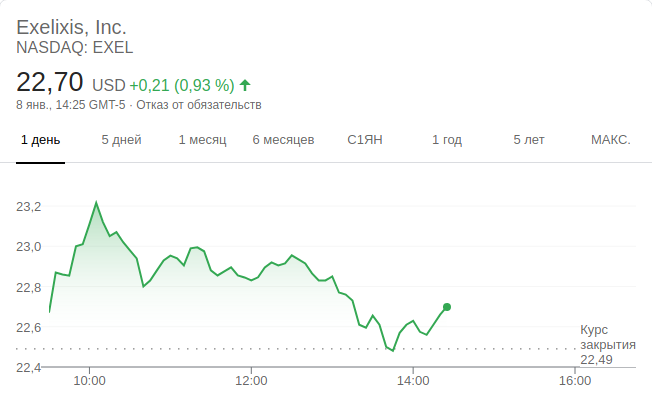 Exelixis, Inc.
NASDAQ: EXEL
22,70 USD +0,21 (0,93 %)
8 янв., 14:25 GMT-5 · Отказ от обязательств
1 день 5 дней 1 месяц 6 месяцев С1ЯН 1 год 5 лет МАКС.
23,2
23,0
22,8
22,6
Курс
закрытия
22,49
22,4
10:00 12:00 14:00 16:00